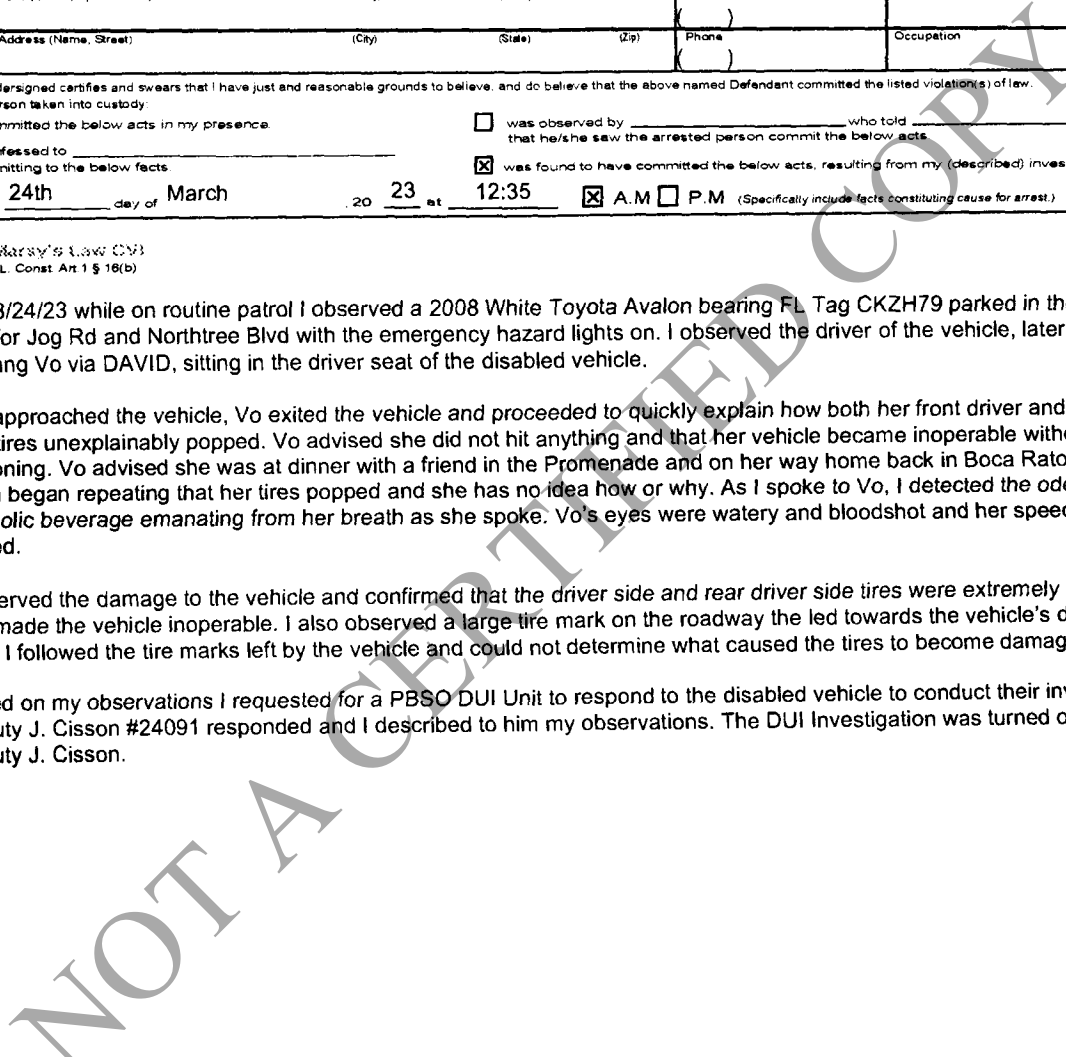 ( )
Address (Name, Street) (City) (State) (Zip) Phone Occupation
( )
dersigned certifies and swears that I have just and reasonable grounds to believe, and do believe that the above named Defendant committed the listed violation(s) of law.
rson taken into custody:
mmitted the below acts in my presence. was observed by who told
that he/she saw the arrested person commit the below acts.
fessed to
nitting to the below facts. was found to have committed the below acts, resulting from my (described) inves
24th day of March 20 23 at 12:35 A.M P.M (Specifically include facts constituting cause for arrest.)
Marsy's Law CVI
L. Const. Art. 1 § 16(b)
3/24/23 while on routine patrol I observed a 2008 White Toyota Avalon bearing FL Tag CKZH79 parked in the
or Jog Rd and Northtree Blvd with the emergency hazard lights on. I observed the driver of the vehicle, later
ang Vo via DAVID, sitting in the driver seat of the disabled vehicle.
approached the vehicle, Vo exited the vehicle and proceeded to quickly explain how both her front driver and
tires unexplainably popped. Vo advised she did not hit anything and that her vehicle became inoperable witho
oning. Vo advised she was at dinner with a friend in the Promenade and on her way home back in Boca Rato
began repeating that her tires popped and she has no idea how or why. As I spoke to Vo, I detected the odo
olic beverage emanating from her breath as she spoke. Vo's eyes were watery and bloodshot and her speec
ed.
erved the damage to the vehicle and confirmed that the driver side and rear driver side tires were extremely
made the vehicle inoperable. I also observed a large tire mark on the roadway the led towards the vehicle's d
I followed the tire marks left by the vehicle and could not determine what caused the tires to become damag
ed on my observations I requested for a PBSO DUI Unit to respond to the disabled vehicle to conduct their inv
uty J. Cisson #24091 responded and I described to him my observations. The DUI Investigation was turned o
uty J. Cisson.
NOT A CERTIFIED COPY